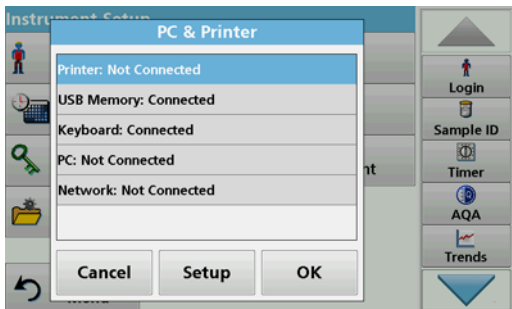 Instrument Setup
PC & Printer
Printer: Not Connected
USB Memory: Connected
Keyboard: Connected
PC: Not Connected
Network: Not Connected
Cancel
Setup
OK
Menu
Login
Sample ID
Timer
AQA
Trends